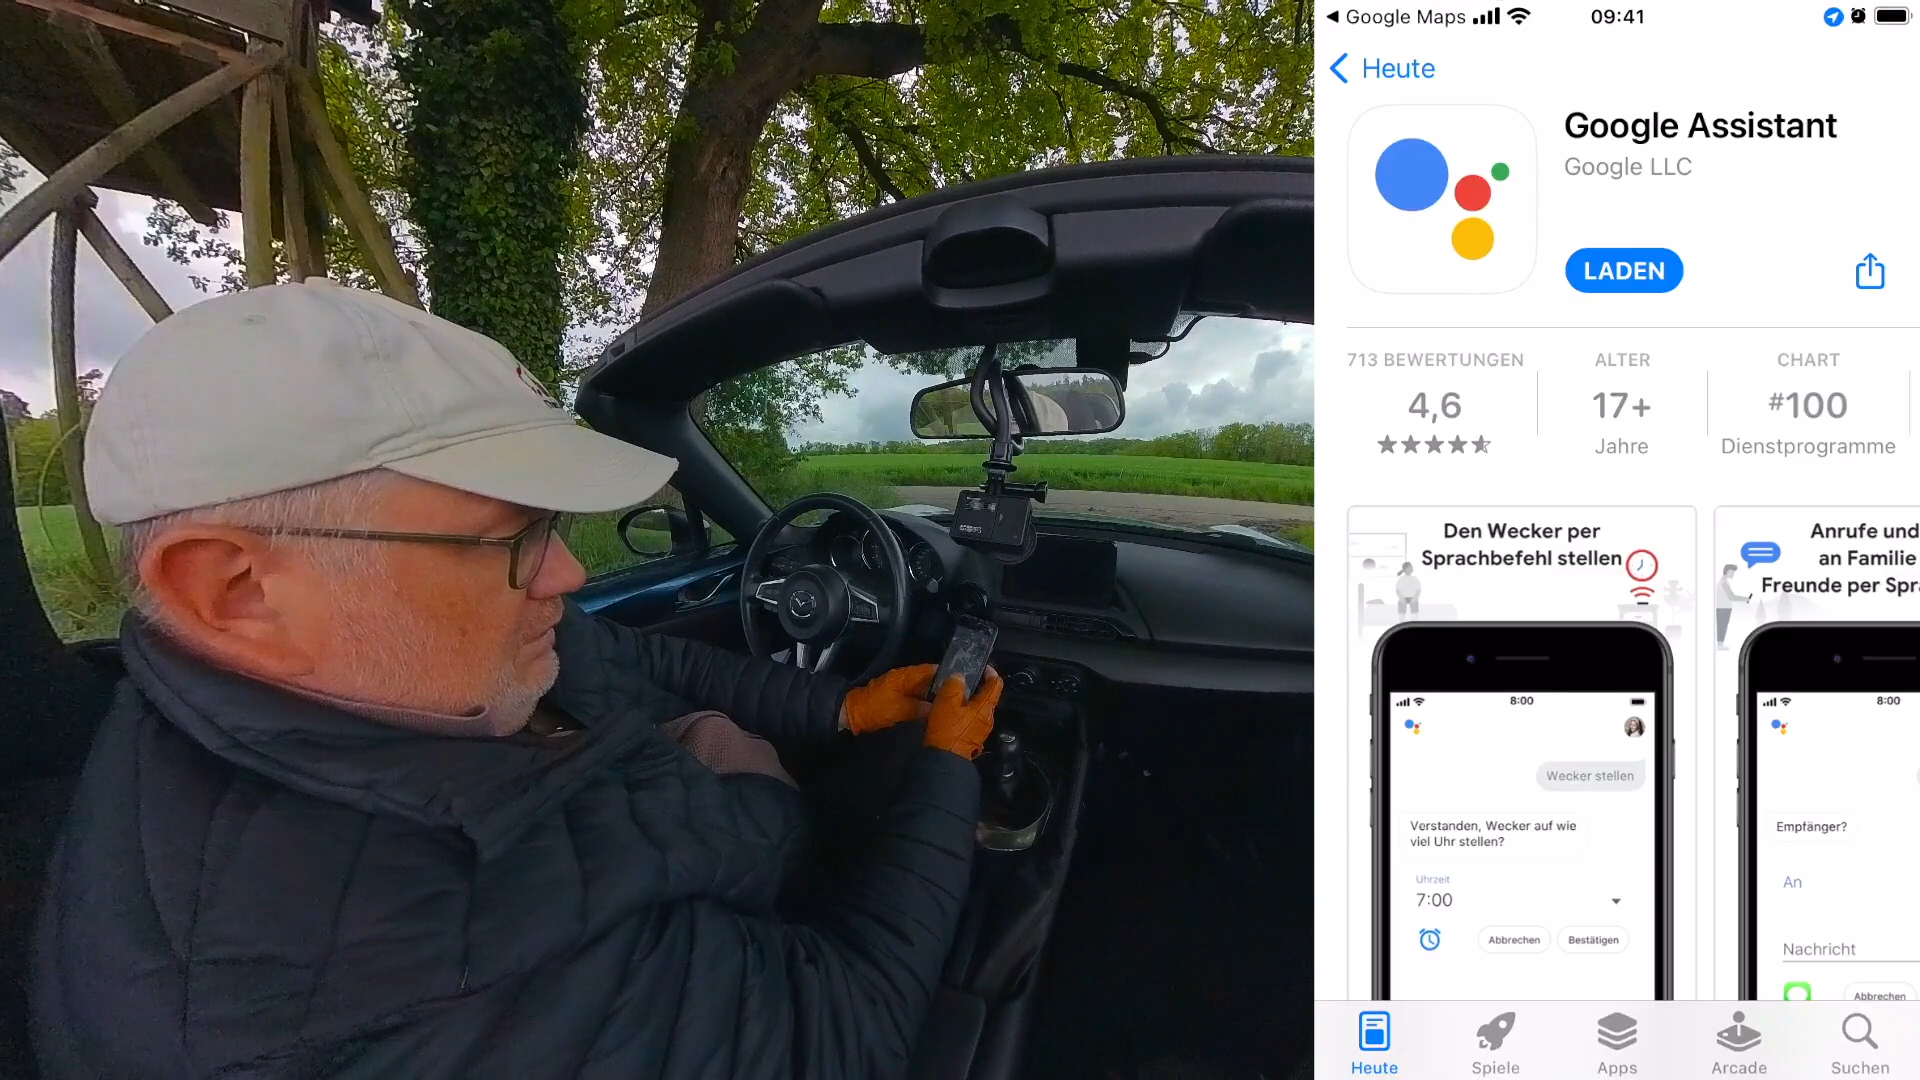 ◀ Google Maps
09:41
Heute
Google Assistant
Google LLC
LADEN
713 BEWERTUNGEN
4,6
ALTER
17+
Jahre
CHART
#100
Dienstprogramme
Den Wecker per
Sprachbefehl stellen
8:00
Wecker stellen
Verstanden, Wecker auf wie
viel Uhr stellen?
Uhrzeit
7:00
Abbrechen
Bestätigen
Anrufe und
an Familie
Freunde per Spr
8:00
Empfänger?
An
Nachricht
Abbrechen
Heute
Spiele
Apps
Arcade
Suchen